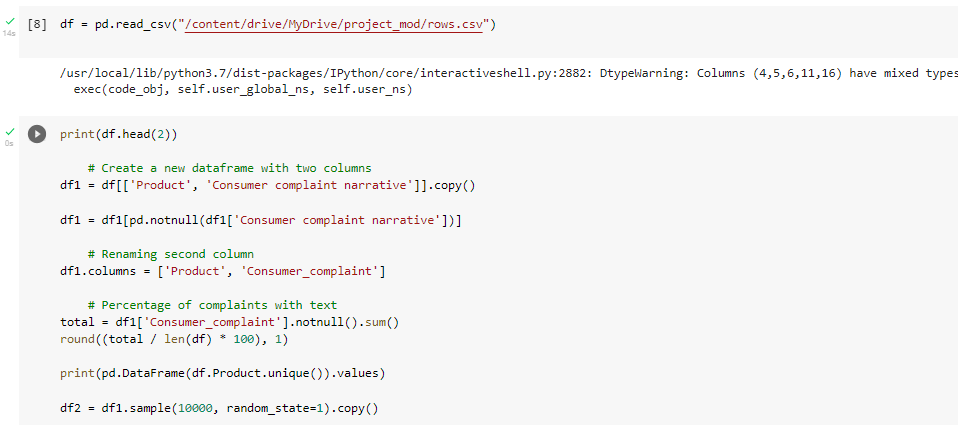 [8] df = pd.read_csv("/content/drive/MyDrive/project_mod/rows.csv")
14s
/usr/local/lib/python3.7/dist-packages/IPython/core/interactiveshell.py:2882: DtypeWarning: Columns (4,5,6,11,16) have mixed types
exec(code_obj, self.user_global_ns, self.user_ns)
print(df.head(2))
0s
# Create a new dataframe with two columns
df1 = df[['Product', 'Consumer complaint narrative']].copy()
df1 = df1[pd.notnull(df1['Consumer complaint narrative'])]
# Renaming second column
df1.columns = ['Product', 'Consumer_complaint']
# Percentage of complaints with text
total = df1['Consumer_complaint'].notnull().sum()
round((total / len(df) * 100), 1)
print(pd.DataFrame(df.Product.unique()).values)
df2 = df1.sample(10000, random_state=1).copy()